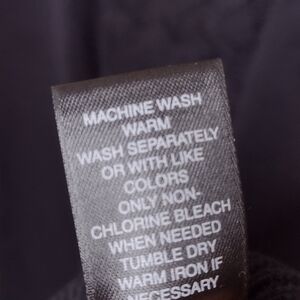 MACHINE WASH
WARM
WASH SEPARATELY
OR WITH LIKE
COLORS
ONLY NON-
CHLORINE BLEACH
WHEN NEEDED
TUMBLE DRY
WARM IRON IF
NECESSARY